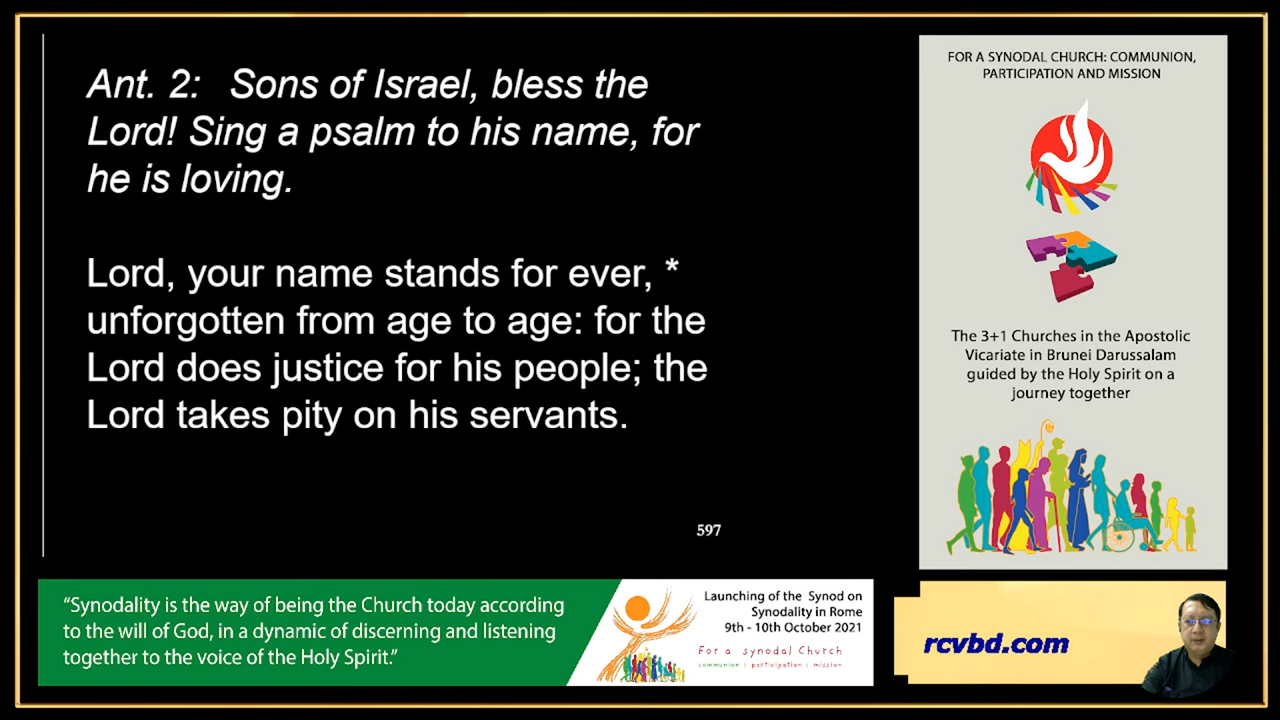 Ant. 2: Sons of Israel, bless the
Lord! Sing a psalm to his name, for
he is loving.
Lord, your name stands for ever, *
unforgotten from age to age: for the
Lord does justice for his people; the
Lord takes pity on his servants.
597
FOR A SYNODAL CHURCH: COMMUNION,
PARTICIPATION AND MISSION
The 3+1 Churches in the Apostolic
Vicariate in Brunei Darussalam
guided by the Holy Spirit on a
journey together
“Synodality is the way of being the Church today according
to the will of God, in a dynamic of discerning and listening
together to the voice of the Holy Spirit.”
Launching of the Synod on
Synodality in Rome
9th - 10th October 2021
For a synodal Church
communion | participation | mission
rcvbd.com